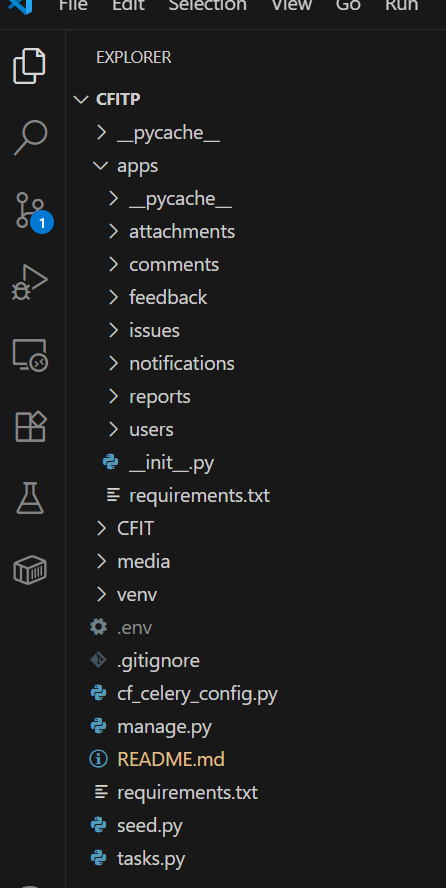 File Edit Selection View Go Run
EXPLORER
CFITP
__pycache__
apps
__pycache__
attachments
comments
feedback
issues
notifications
reports
users
__init__.py
requirements.txt
CFIT
media
venv
.env
.gitignore
cf_celery_config.py
manage.py
README.md
requirements.txt
seed.py
tasks.py
1